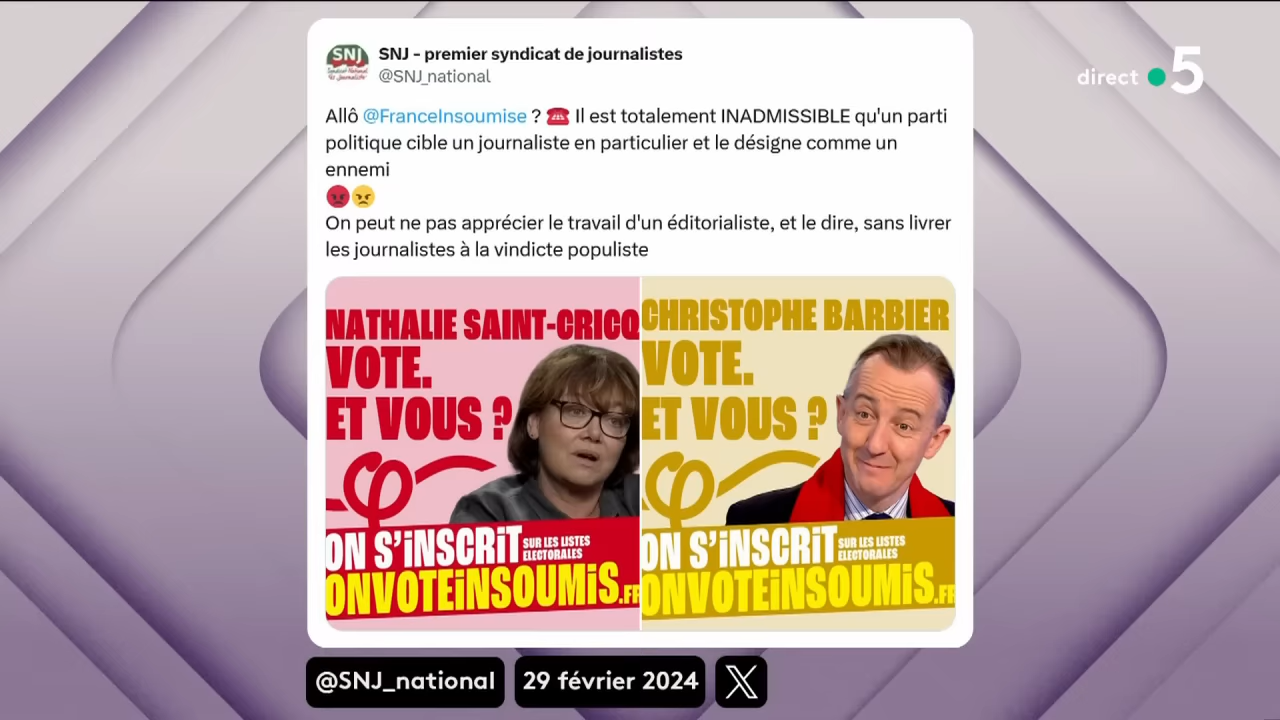 SNJ - premier syndicat de journalistes
@SNJ_national
direct 5
Allô @FranceInsoumise ? ☎️ Il est totalement INADMISSIBLE qu'un parti
politique cible un journaliste en particulier et le désigne comme un
ennemi
😡😠
On peut ne pas apprécier le travail d'un éditorialiste, et le dire, sans livrer
les journalistes à la vindicte populiste
NATHALIE SAINT-CRICQ
VOTE.
ET VOUS ?
ON S'iNSCRiT
SUR LES LISTES
ELECTORALES
ONVOTEiNSOUMiS.FR
CHRISTOPHE BARBIER
VOTE.
ET VOUS ?
ON S'iNSCRiT
SUR LES LISTES
ELECTORALES
ONVOTEiNSOUMiS.FR
@SNJ_national
29 février 2024
X